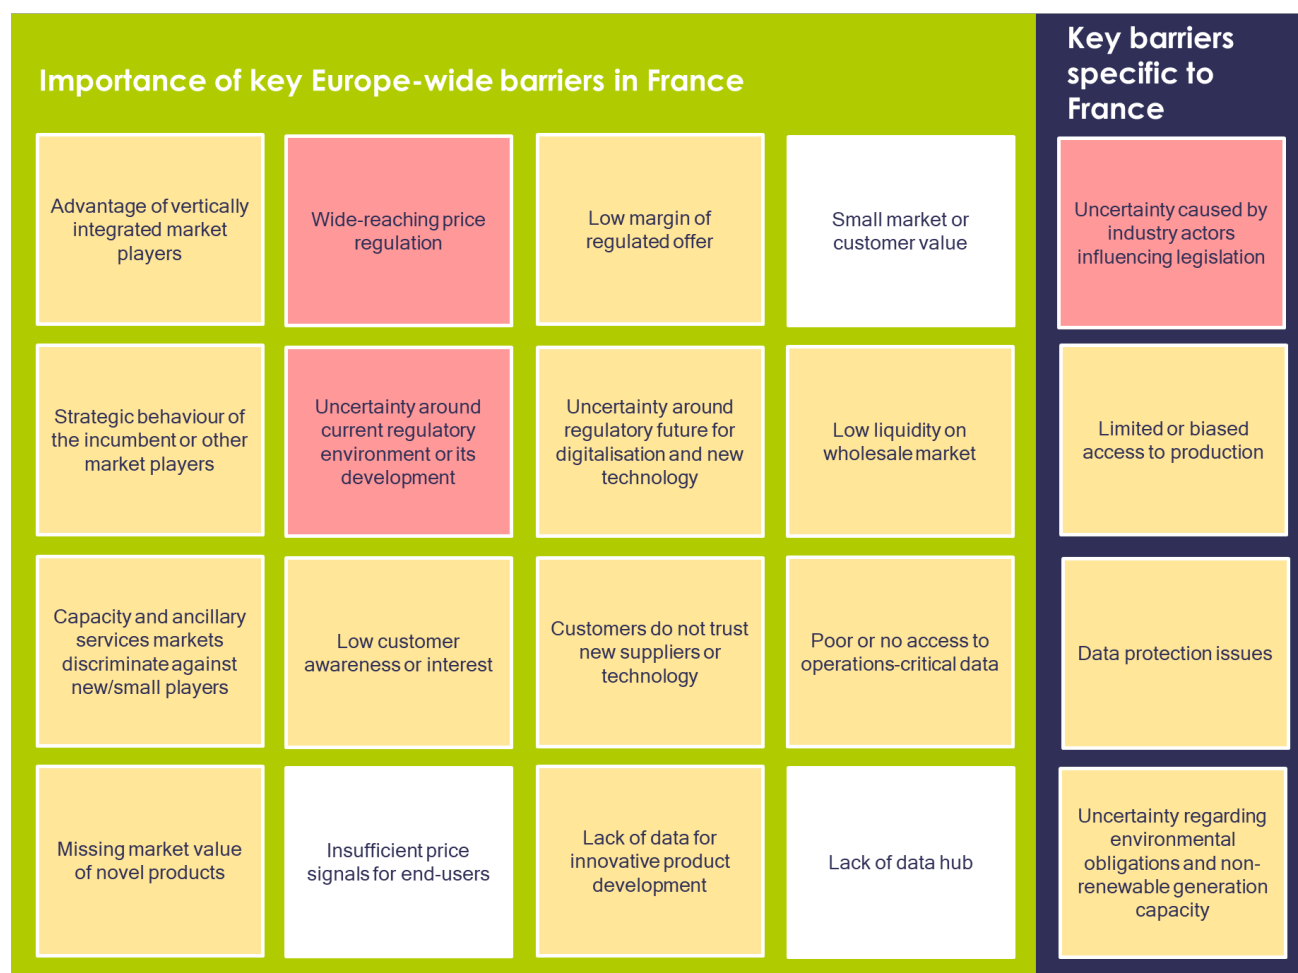 Importance of key Europe-wide barriers in France
Key barriers
specific to
France
Advantage of vertically
integrated market
players
Wide-reaching price
regulation
Low margin of
regulated offer
Small market or
customer value
Uncertainty caused by
industry actors
influencing legislation
Strategic behaviour of
the incumbent or other
market players
Uncertainty around
current regulatory
environment or its
development
Uncertainty around
regulatory future for
digitalisation and new
technology
Low liquidity on
wholesale market
Limited or biased
access to production
Capacity and ancillary
services markets
discriminate against
new/small players
Low customer
awareness or interest
Customers do not trust
new suppliers or
technology
Poor or no access to
operations-critical data
Data protection issues
Missing market value
of novel products
Insufficient price
signals for end-users
Lack of data for
innovative product
development
Lack of data hub
Uncertainty regarding
environmental
obligations and non-
renewable generation
capacity